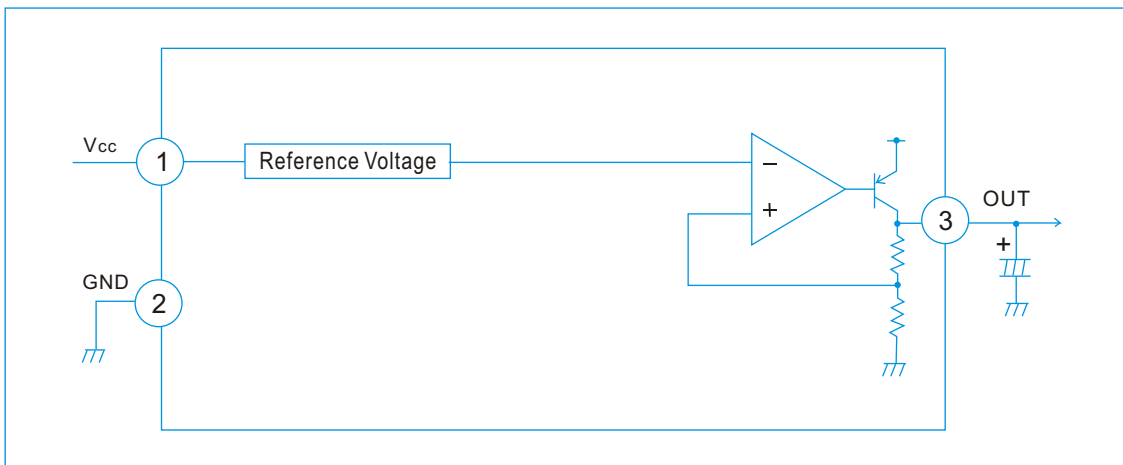 Vcc
1
Reference Voltage
−
+
OUT
3
+
GND
2